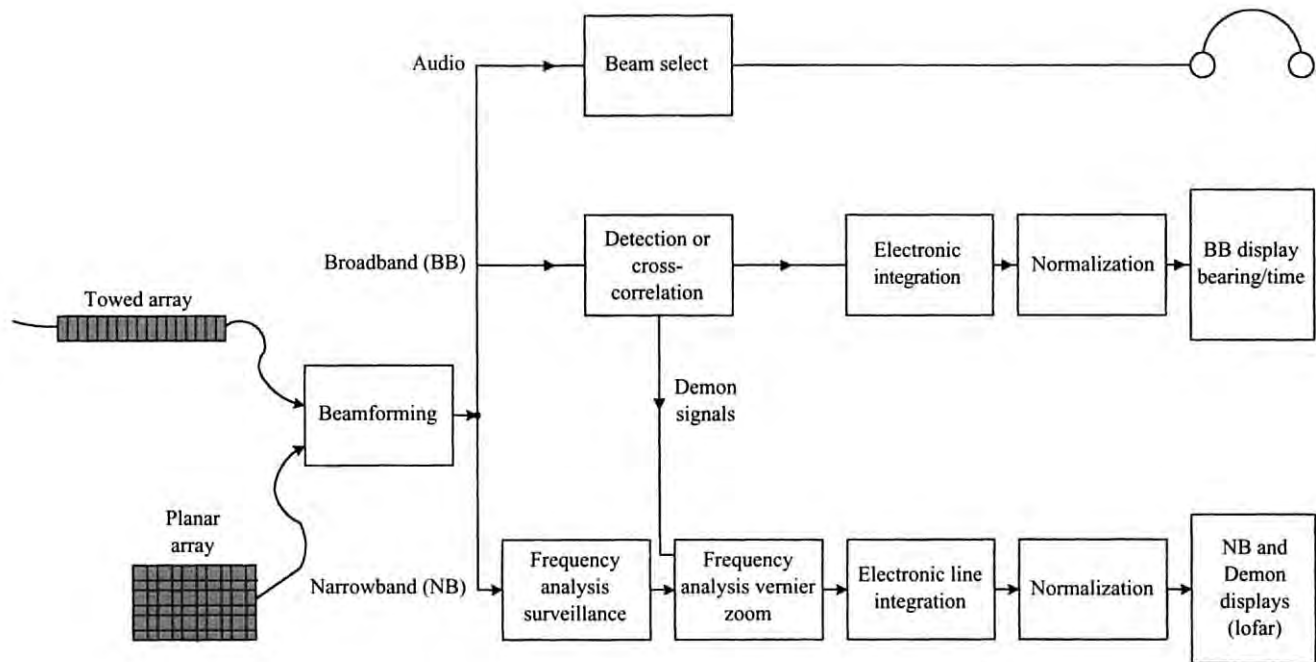 Audio
Beam select
Broadband (BB)
Detection or
cross-
correlation
Electronic
integration
Normalization
BB display
bearing/time
Towed array
Beamforming
Demon
signals
Planar
array
Narrowband (NB)
Frequency
analysis
surveillance
Frequency
analysis vernier
zoom
Electronic line
integration
Normalization
NB and
Demon
displays
(lofar)